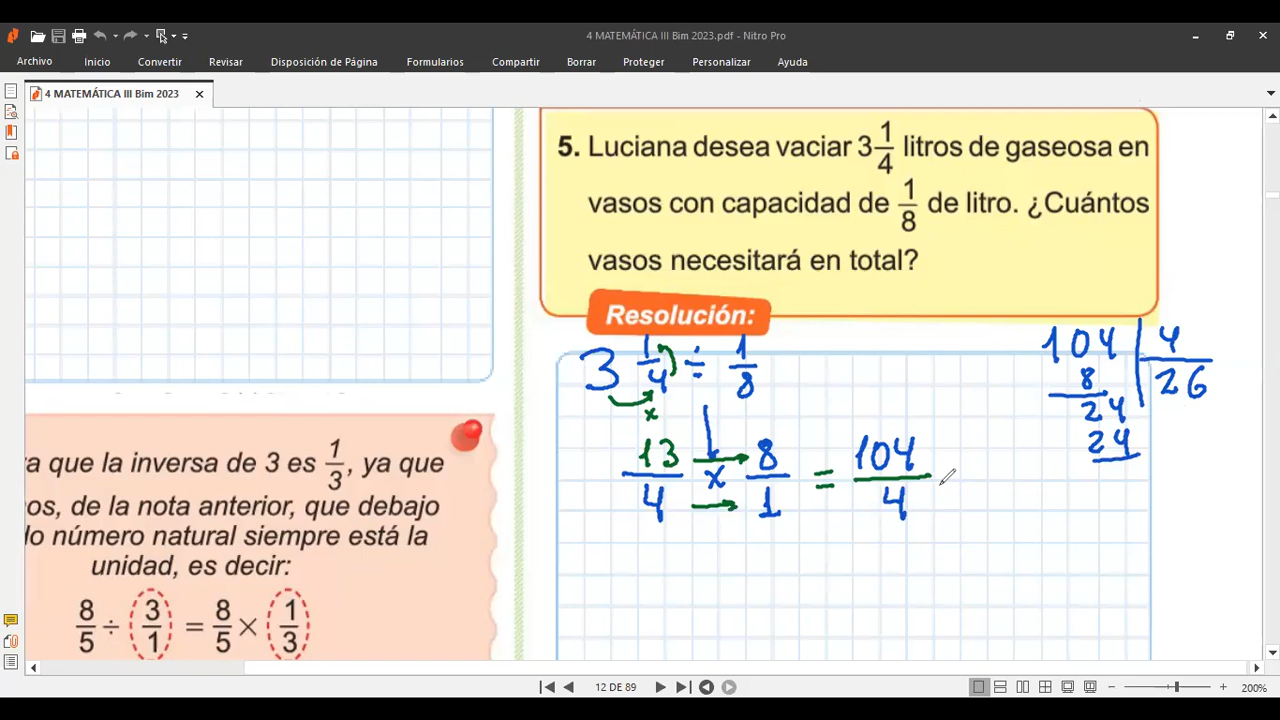 4 MATEMÁTICA III Bim 2023.pdf - Nitro Pro
Archivo Inicio Convertir Revisar Disposición de Página Formularios Compartir Borrar Proteger Personalizar Ayuda
4 MATEMÁTICA III Bim 2023
5. Luciana desea vaciar 3 1/4 litros de gaseosa en
vasos con capacidad de 1/8 de litro. ¿Cuántos
vasos necesitará en total?
Resolución:
3 1/4 ÷ 1/8
x
13/4 x 8/1 = 104/4
104 | 4
8 26
24
24
que la inversa de 3 es 1/3, ya que
de la nota anterior, que debajo
número natural siempre está la
unidad, es decir:
8/5 ÷ 3/1 = 8/5 × 1/3
12 DE 89
200%